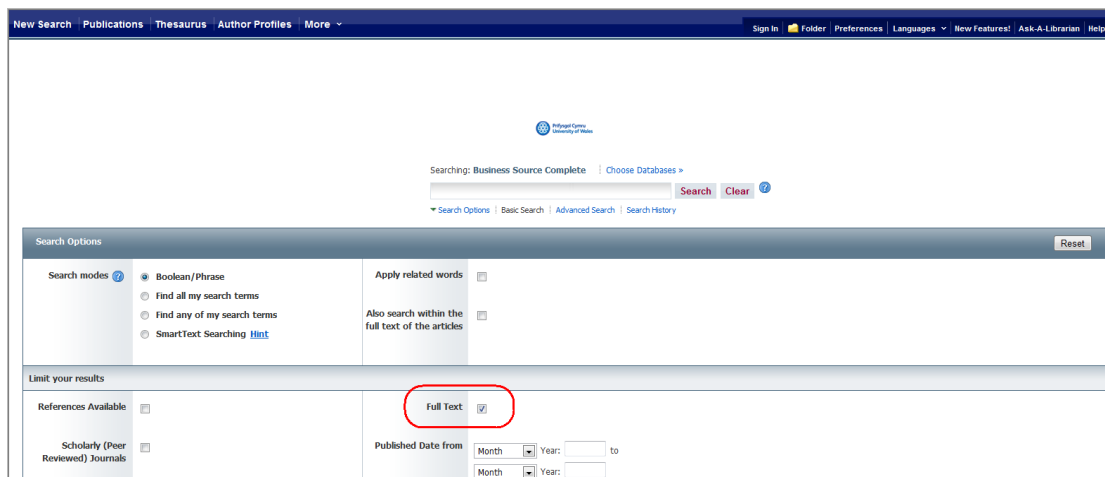 New Search Publications Thesaurus Author Profiles More
Sign In Folder Preferences Languages New Features! Ask-A-Librarian Help
Prifysgol Cymru
University of Wales
Searching: Business Source Complete Choose Databases »
Search Clear ?
Search Options Basic Search Advanced Search Search History
Search Options Reset
Search modes ? Boolean/Phrase
Find all my search terms
Find any of my search terms
SmartText Searching Hint
Apply related words
Also search within the
full text of the articles
Limit your results
References Available
Full Text
Scholarly (Peer
Reviewed) Journals
Published Date from Month Year: to
Month Year: